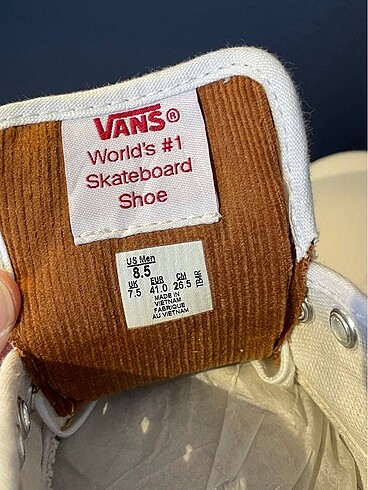 VANS®
World's #1
Skateboard
Shoe
US Men
8.5
UK EUR CM
7.5 41.0 26.5
TBAR
MADE IN
VIETNAM
FABRIQUE
AU VIETNAM